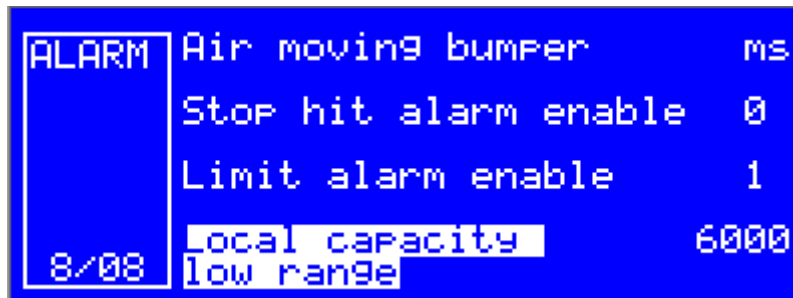 ALARM
Air moving bumper ms
Stop hit alarm enable 0
Limit alarm enable 1
Local capacity 6000
low range
8/08